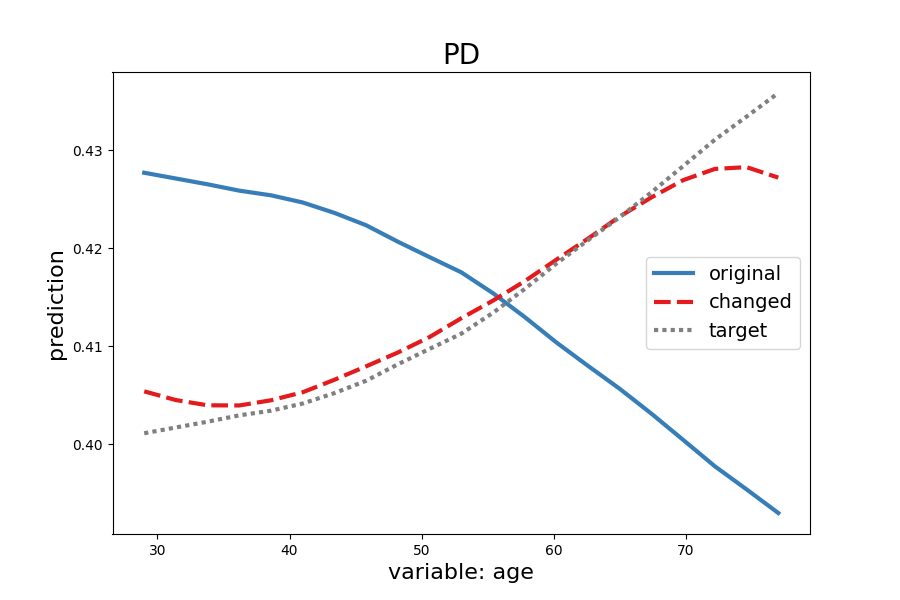 PD
prediction
0.43
0.42
0.41
0.40
original
changed
target
30 40 50 60 70
variable: age